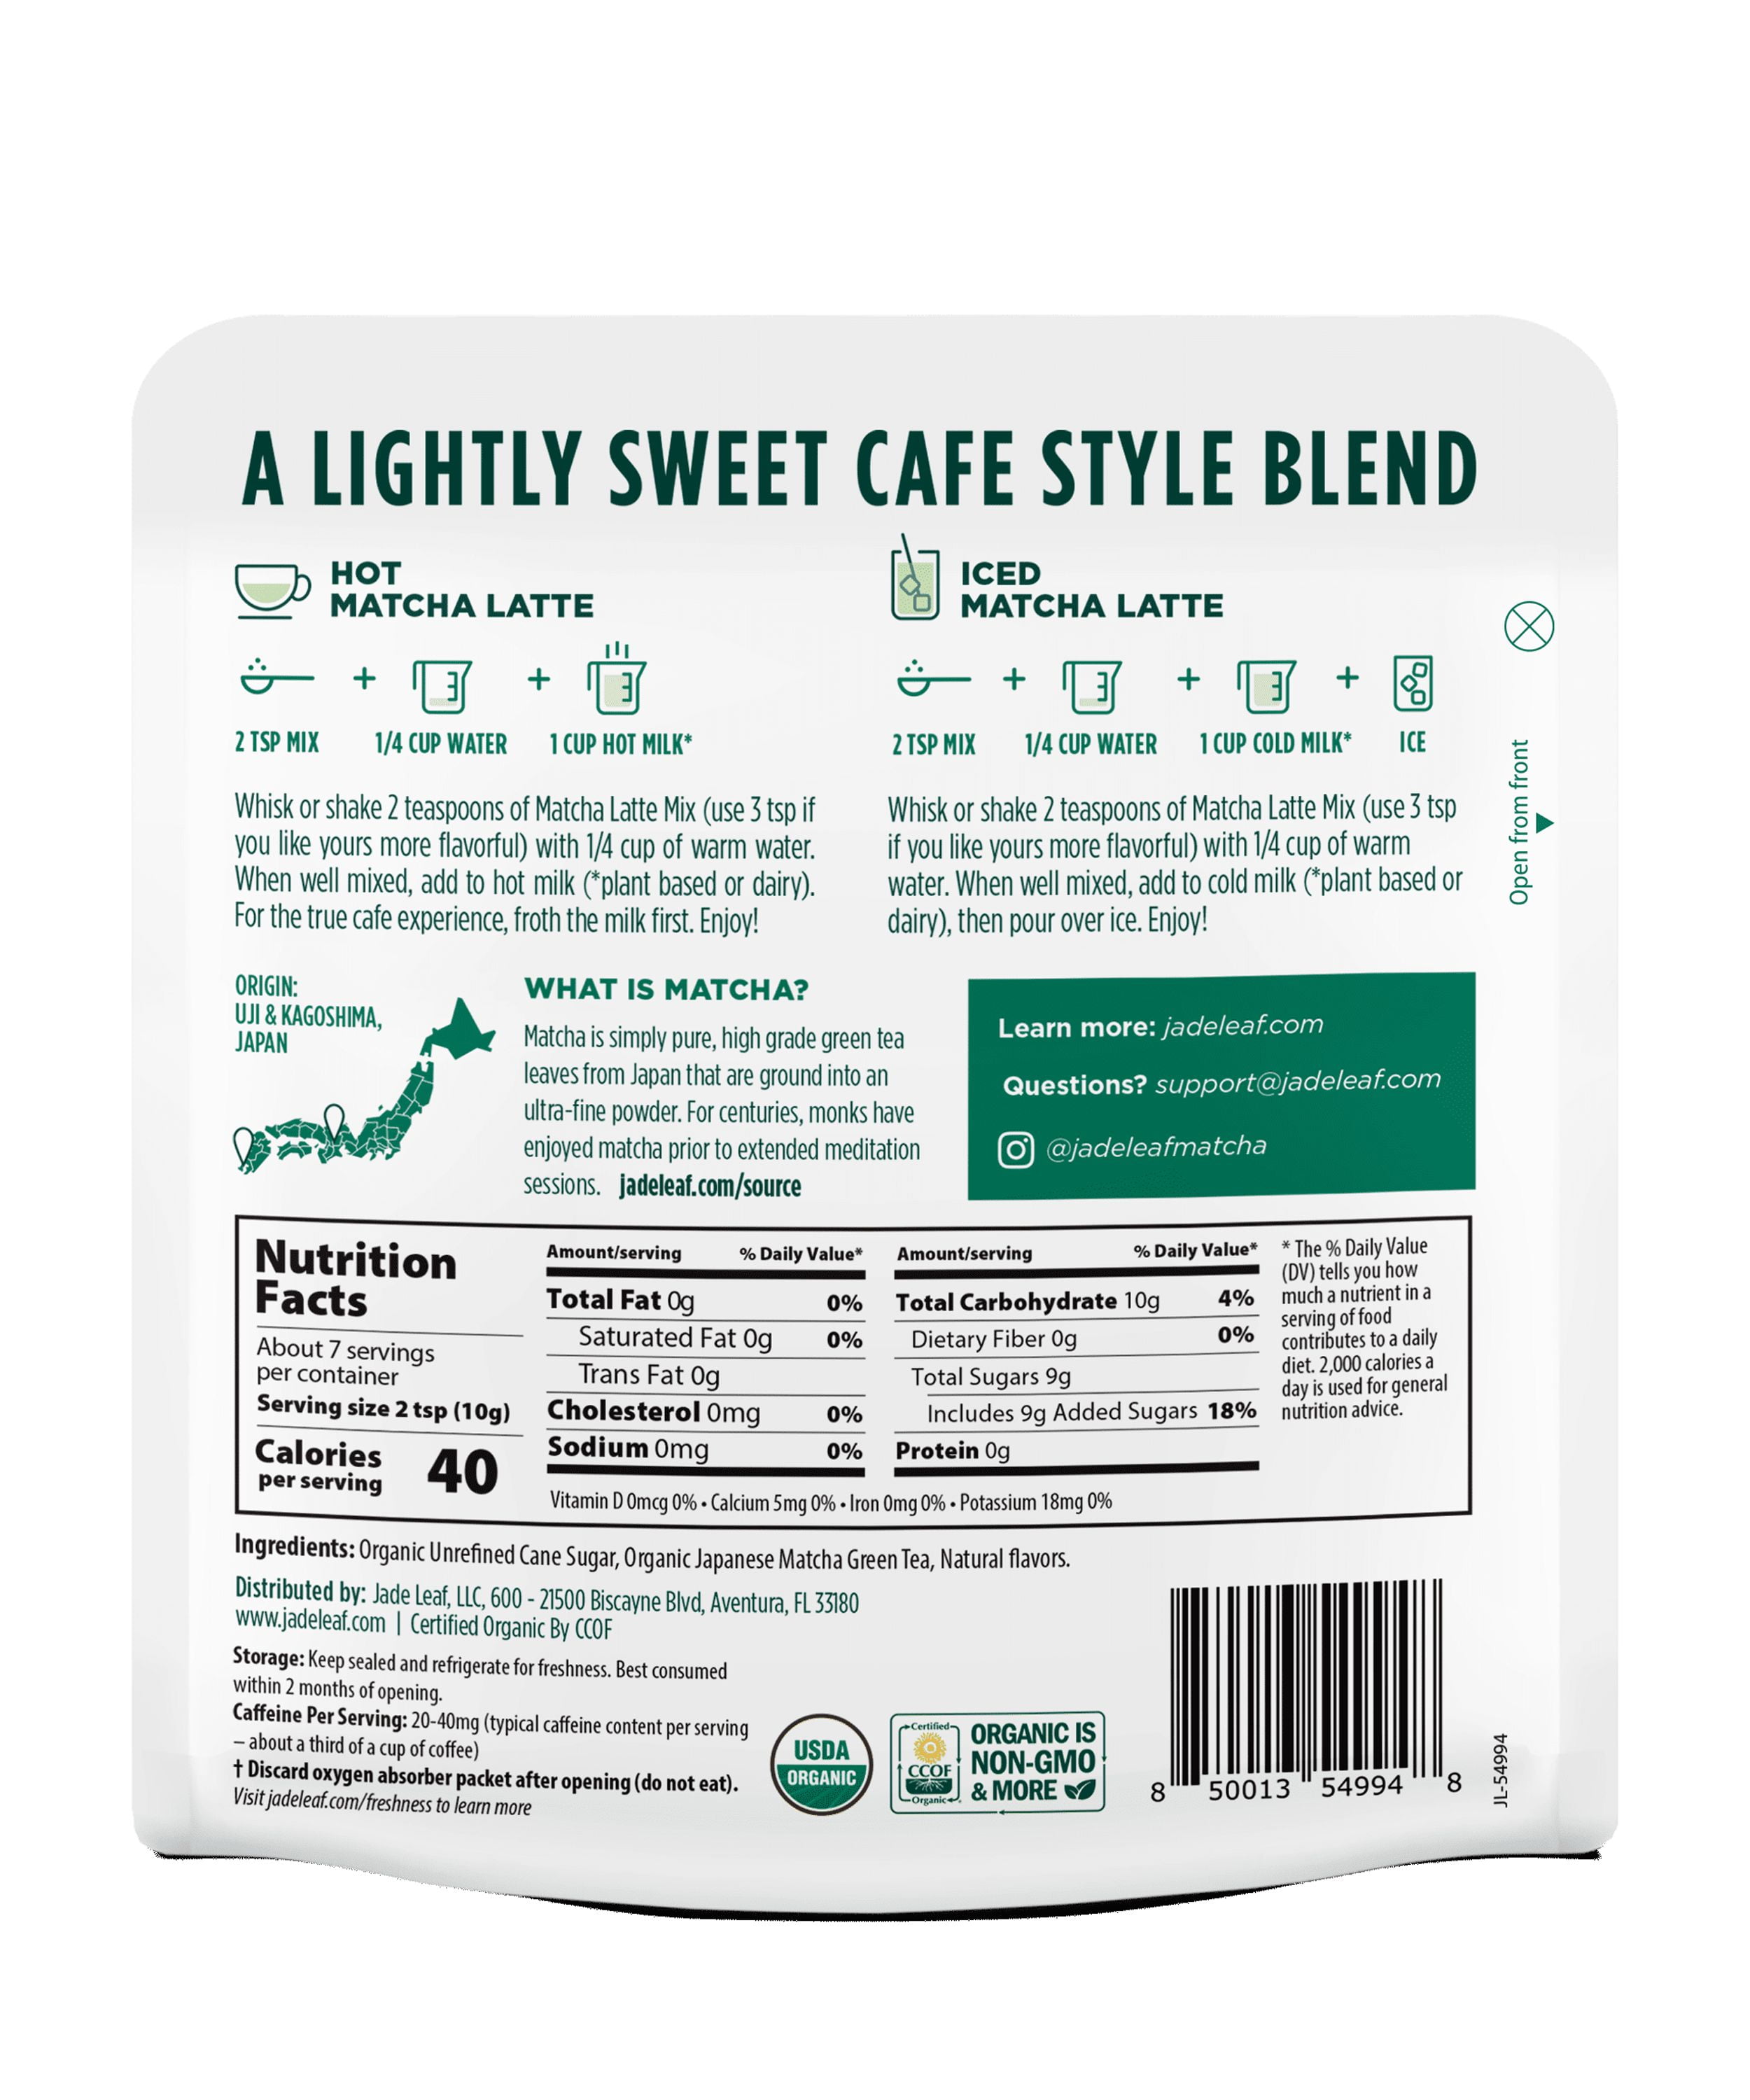 A LIGHTLY SWEET CAFE STYLE BLEND
HOT
MATCHA LATTE
2 TSP MIX + 1/4 CUP WATER + 1 CUP HOT MILK*
Whisk or shake 2 teaspoons of Matcha Latte Mix (use 3 tsp if
you like yours more flavorful) with 1/4 cup of warm water.
When well mixed, add to hot milk (*plant based or dairy).
For the true cafe experience, froth the milk first. Enjoy!
ICED
MATCHA LATTE
2 TSP MIX + 1/4 CUP WATER + 1 CUP COLD MILK* + ICE
Whisk or shake 2 teaspoons of Matcha Latte Mix (use 3 tsp
if you like yours more flavorful) with 1/4 cup of warm
water. When well mixed, add to cold milk (*plant based or
dairy), then pour over ice. Enjoy!
Open from front
ORIGIN:
UJI & KAGOSHIMA,
JAPAN
WHAT IS MATCHA?
Matcha is simply pure, high grade green tea
leaves from Japan that are ground into an
ultra-fine powder. For centuries, monks have
enjoyed matcha prior to extended meditation
sessions. jadeleaf.com/source
Learn more: jadeleaf.com
Questions? support@jadeleaf.com
@jadeleafmatcha
Nutrition
Facts
About 7 servings
per container
Serving size 2 tsp (10g)
Calories
per serving 40
Amount/serving % Daily Value*
Total Fat 0g 0%
Saturated Fat 0g 0%
Trans Fat 0g
Cholesterol 0mg 0%
Sodium 0mg 0%
Amount/serving % Daily Value*
Total Carbohydrate 10g 4%
Dietary Fiber 0g 0%
Total Sugars 9g
Includes 9g Added Sugars 18%
Protein 0g
Vitamin D 0mcg 0% • Calcium 5mg 0% • Iron 0mg 0% • Potassium 18mg 0%
* The % Daily Value
(DV) tells you how
much a nutrient in a
serving of food
contributes to a daily
diet. 2,000 calories a
day is used for general
nutrition advice.
Ingredients: Organic Unrefined Cane Sugar, Organic Japanese Matcha Green Tea, Natural flavors.
Distributed by: Jade Leaf, LLC, 600 - 21500 Biscayne Blvd, Aventura, FL 33180
www.jadeleaf.com | Certified Organic By CCOF
Storage: Keep sealed and refrigerate for freshness. Best consumed
within 2 months of opening.
Caffeine Per Serving: 20-40mg (typical caffeine content per serving
– about a third of a cup of coffee)
† Discard oxygen absorber packet after opening (do not eat).
Visit jadeleaf.com/freshness to learn more
USDA
ORGANIC
Certified
CCOF
Organic
ORGANIC IS
NON-GMO
& MORE
8 50013 54994 8
JL-54994